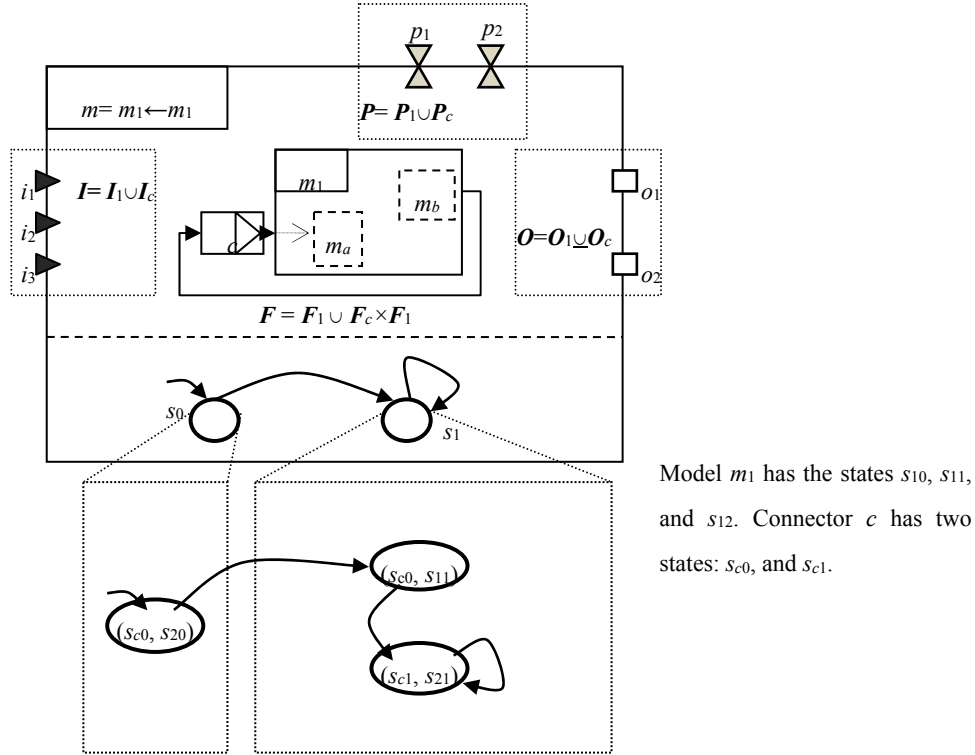 p1 p2
m= m1←m1
P= P1∪Pc
i1
I= I1∪Ic
i2
i3
m1
mb
c
ma
o1
O=O1∪Oc
o2
F = F1 ∪ Fc×F1
s0
s1
Model m1 has the states s10, s11,
and s12. Connector c has two
states: sc0, and sc1.
(sc0, s11)
(sc0, s20)
(sc1, s21)